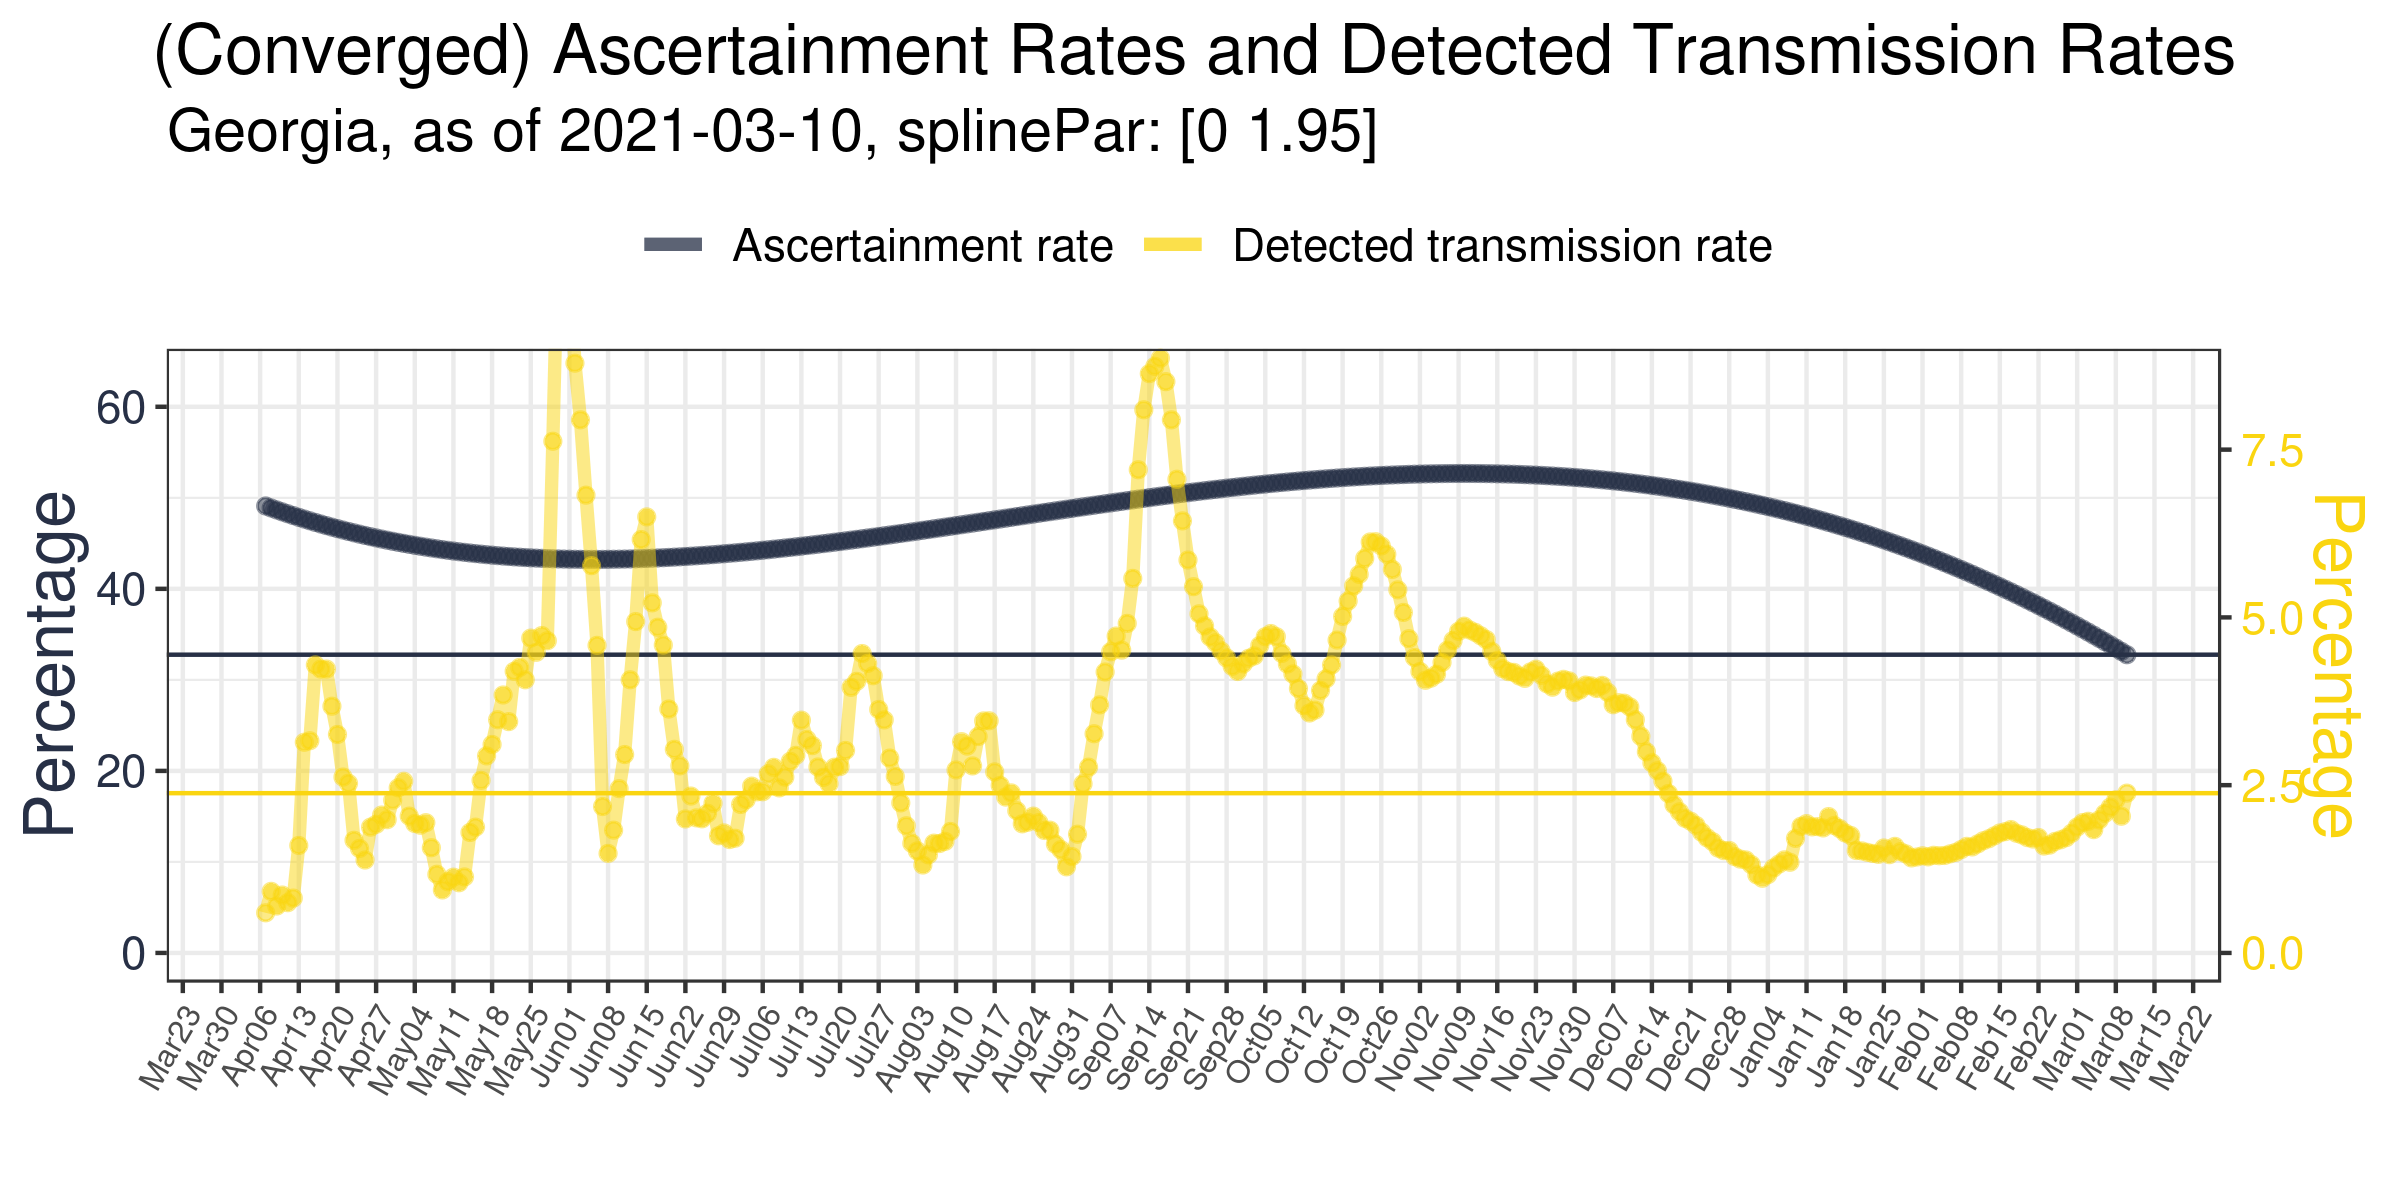 (Converged) Ascertainment Rates and Detected Transmission Rates
Georgia, as of 2021-03-10, splinePar: [0 1.95]
Ascertainment rate
Detected transmission rate
Percentage
60
40
20
0
7.5
5.0
2.5
0.0
Percentage
Mar23
Mar30
Apr06
Apr13
Apr20
Apr27
May04
May11
May18
May25
Jun01
Jun08
Jun15
Jun22
Jun29
Jul06
Jul13
Jul20
Jul27
Aug03
Aug10
Aug17
Aug24
Aug31
Sep07
Sep14
Sep21
Sep28
Oct05
Oct12
Oct19
Oct26
Nov02
Nov09
Nov16
Nov23
Nov30
Dec07
Dec14
Dec21
Dec28
Jan04
Jan11
Jan18
Jan25
Feb01
Feb08
Feb15
Feb22
Mar01
Mar08
Mar15
Mar22